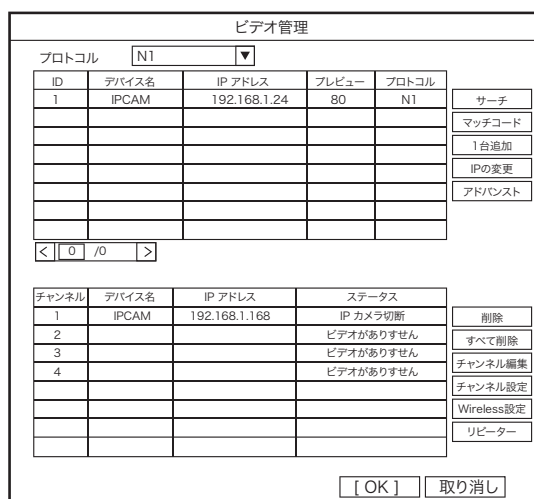 ビデオ管理
プロトコル N1 ▼
ID デバイス名 IP アドレス プレビュー プロトコル
1 IPCAM 192.168.1.24 80 N1
サーチ
マッチコード
1台追加
IPの変更
アドバンスト
< 0 /0 >
チャンネル デバイス名 IP アドレス ステータス
1 IPCAM 192.168.1.168 IP カメラ切断
2 ビデオがありすせん
3 ビデオがありすせん
4 ビデオがありすせん
削除
すべて削除
チャンネル編集
チャンネル設定
Wireless設定
リピーター
[ OK ] 取り消し